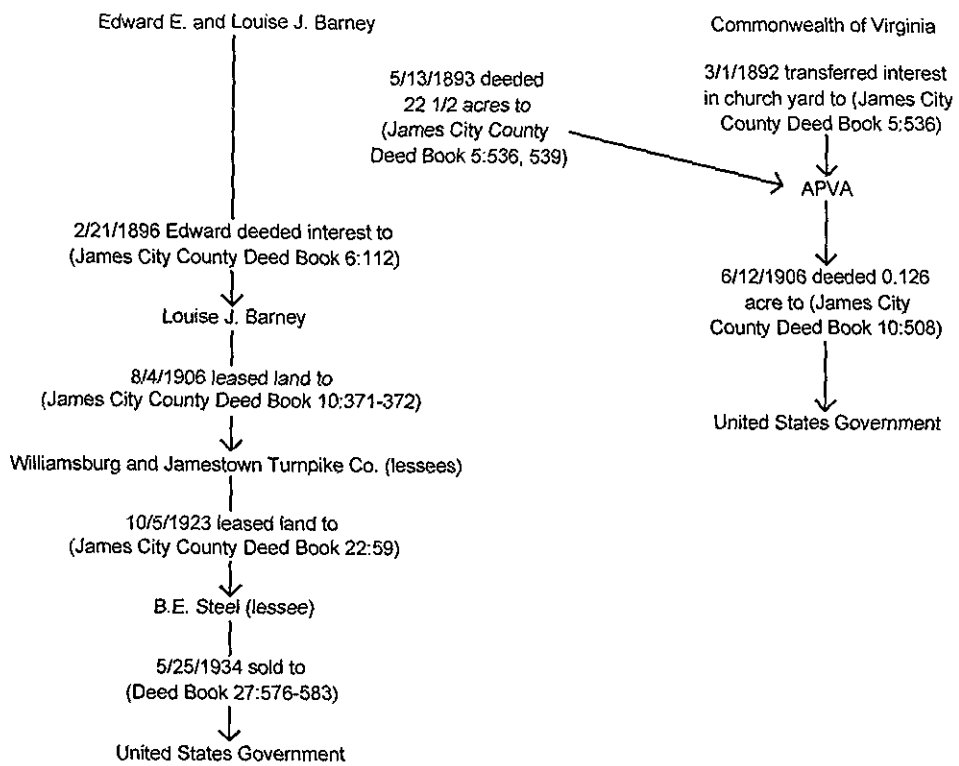 Edward E. and Louise J. Barney
Commonwealth of Virginia
5/13/1893 deeded
22 1/2 acres to
(James City County
Deed Book 5:536, 539)
3/1/1892 transferred interest
in church yard to (James City
County Deed Book 5:536)
APVA
2/21/1896 Edward deeded interest to
(James City County Deed Book 6:112)
6/12/1906 deeded 0.126
acre to (James City
County Deed Book 10:508)
Louise J. Barney
8/4/1906 leased land to
(James City County Deed Book 10:371-372)
United States Government
Williamsburg and Jamestown Turnpike Co. (lessees)
10/5/1923 leased land to
(James City County Deed Book 22:59)
B.E. Steel (lessee)
5/25/1934 sold to
(Deed Book 27:576-583)
United States Government